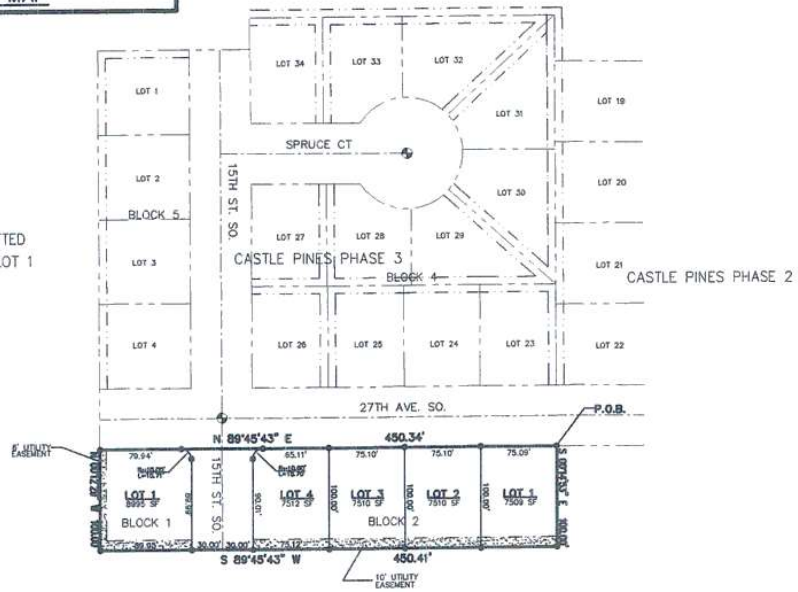 LOT 34
LOT 33
LOT 32
LOT 1
LOT 31
LOT 19
SPRUCE CT
15TH ST. SO.
LOT 2
LOT 30
LOT 20
BLOCK 5
LOT 27
LOT 28
LOT 29
TED
OT 1
LOT 3
CASTLE PINES PHASE 3
LOT 21
BLOCK 4
CASTLE PINES PHASE 2
LOT 4
LOT 26
LOT 25
LOT 24
LOT 23
LOT 22
27TH AVE. SO.
P.O.B.
N 89°45'43" E
450.34'
UTILITY
EASEMENT
79.94'
65.11'
75.10'
75.10'
75.09'
15TH ST. SO.
LOT 1
8995 SF
LOT 4
7512 SF
LOT 3
7510 SF
LOT 2
7510 SF
LOT 1
7509 SF
90.01'
100.00'
100.00'
100.00'
BLOCK 1
BLOCK 2
30.00'
30.00'
75.12'
S 89°45'43" W
450.41'
10' UTILITY
EASEMENT